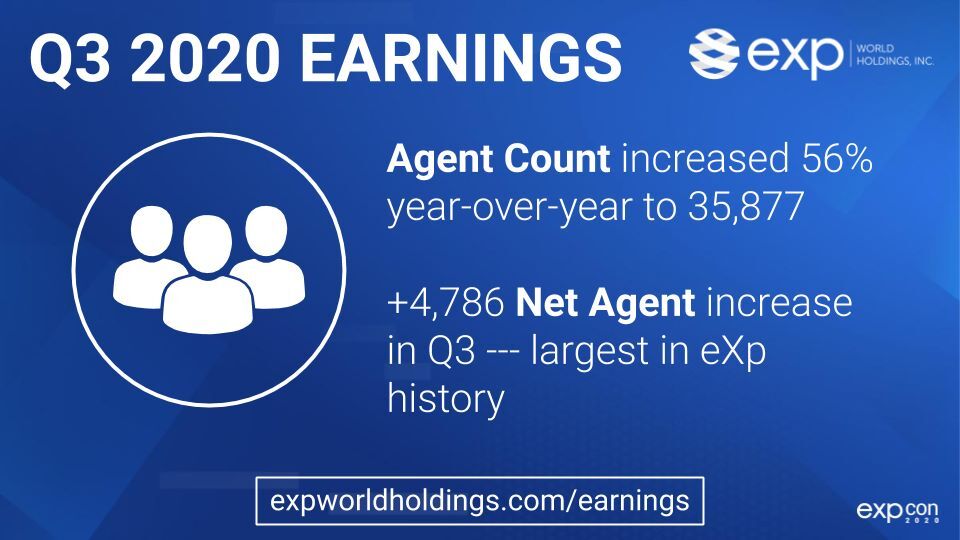 Q3 2020 EARNINGS
exp WORLD
HOLDINGS, INC.
Agent Count increased 56%
year-over-year to 35,877
+4,786 Net Agent increase
in Q3 --- largest in eXp
history
expworldholdings.com/earnings
exp con
2020